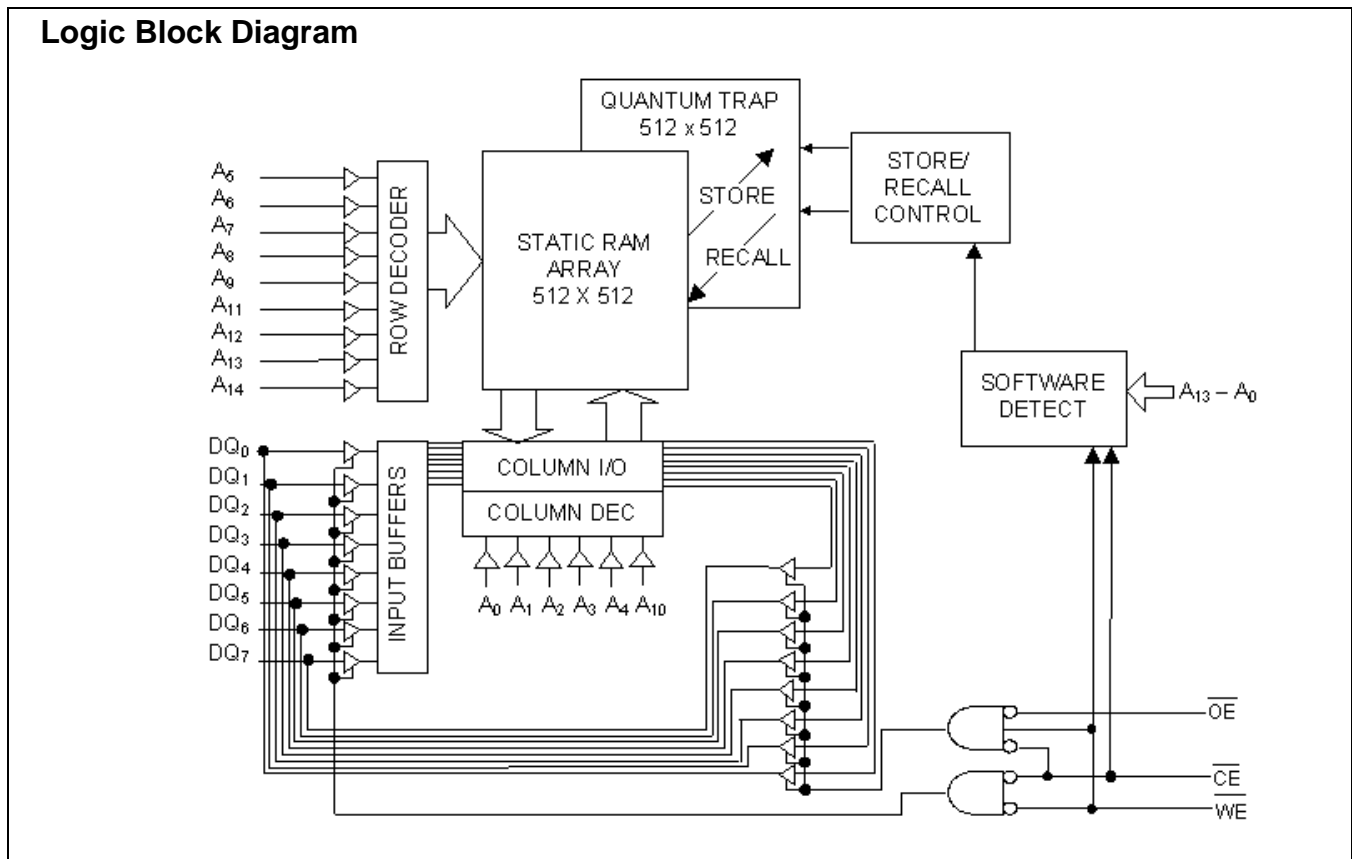 Logic Block Diagram
QUANTUM TRAP
512 x 512
STORE
RECALL
STATIC RAM
ARRAY
512 X 512
STORE/
RECALL
CONTROL
A5
A6
A7
A8
A9
A11
A12
A13
A14
ROW DECODER
SOFTWARE
DETECT
A13 – A0
DQ0
DQ1
DQ2
DQ3
DQ4
DQ5
DQ6
DQ7
INPUT BUFFERS
COLUMN I/O
COLUMN DEC
A0 A1 A2 A3 A4 A10
OE
CE
WE